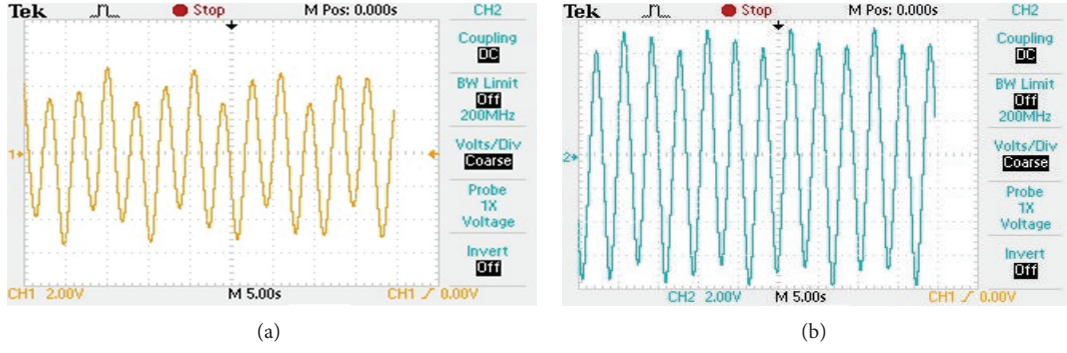 Tek Stop M Pos: 0.000s CH2
Coupling
DC
BW Limit
Off
200MHz
1 Volts/Div
Coarse
Probe
1X
Voltage
Invert
Off
CH1 2.00V M 5.00s CH1 0.00V
(a)
Tek Stop M Pos: 0.000s CH2
Coupling
DC
BW Limit
Off
200MHz
2 Volts/Div
Coarse
Probe
1X
Voltage
Invert
Off
CH2 2.00V M 5.00s CH1 0.00V
(b)